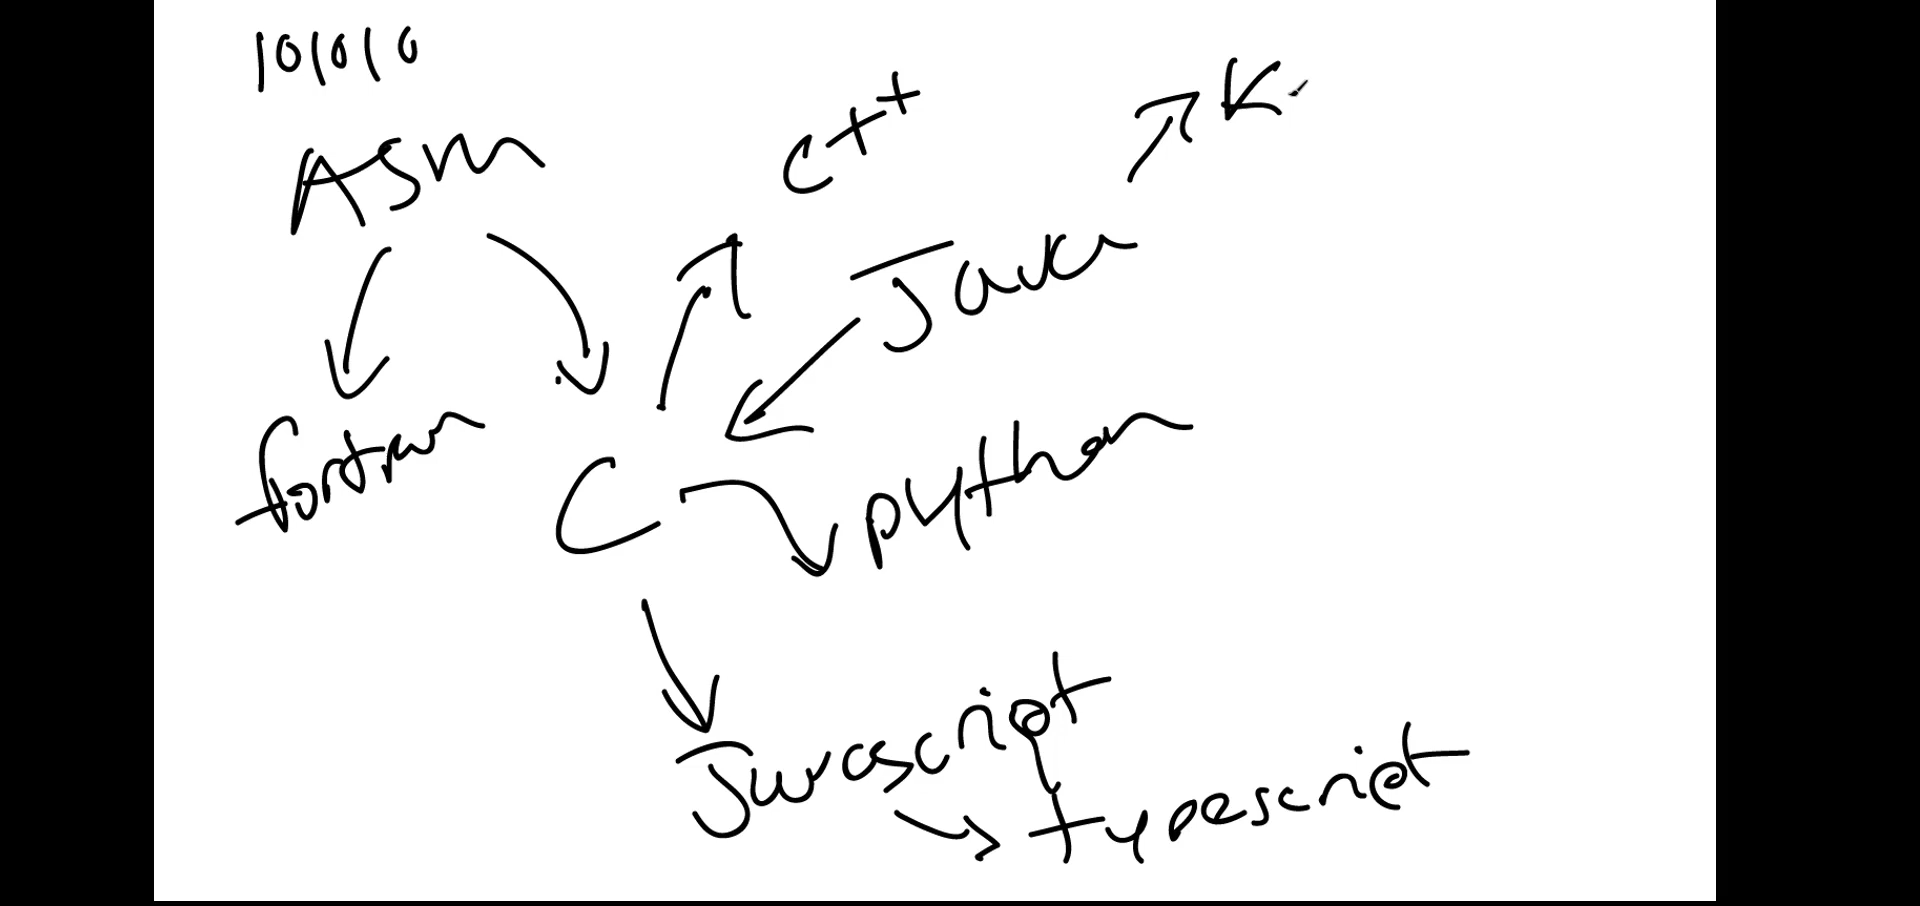 101010
Asm
C++
K
Java
fortran
C
python
Javascript
typescript